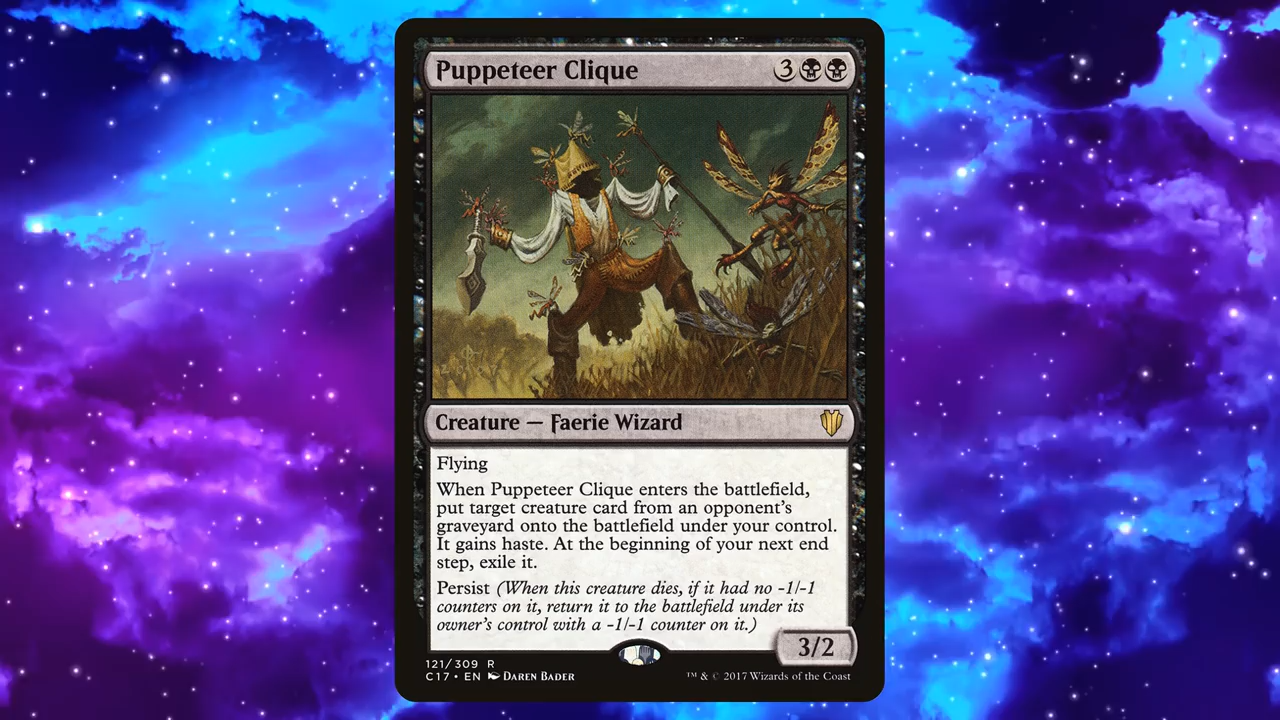 Puppeteer Clique 3
Creature — Faerie Wizard
Flying
When Puppeteer Clique enters the battlefield,
put target creature card from an opponent's
graveyard onto the battlefield under your control.
It gains haste. At the beginning of your next end
step, exile it.
Persist (When this creature dies, if it had no -1/-1
counters on it, return it to the battlefield under its
owner's control with a -1/-1 counter on it.)
3/2
121/309 R
C17 • EN DAREN BADER
™ & © 2017 Wizards of the Coast